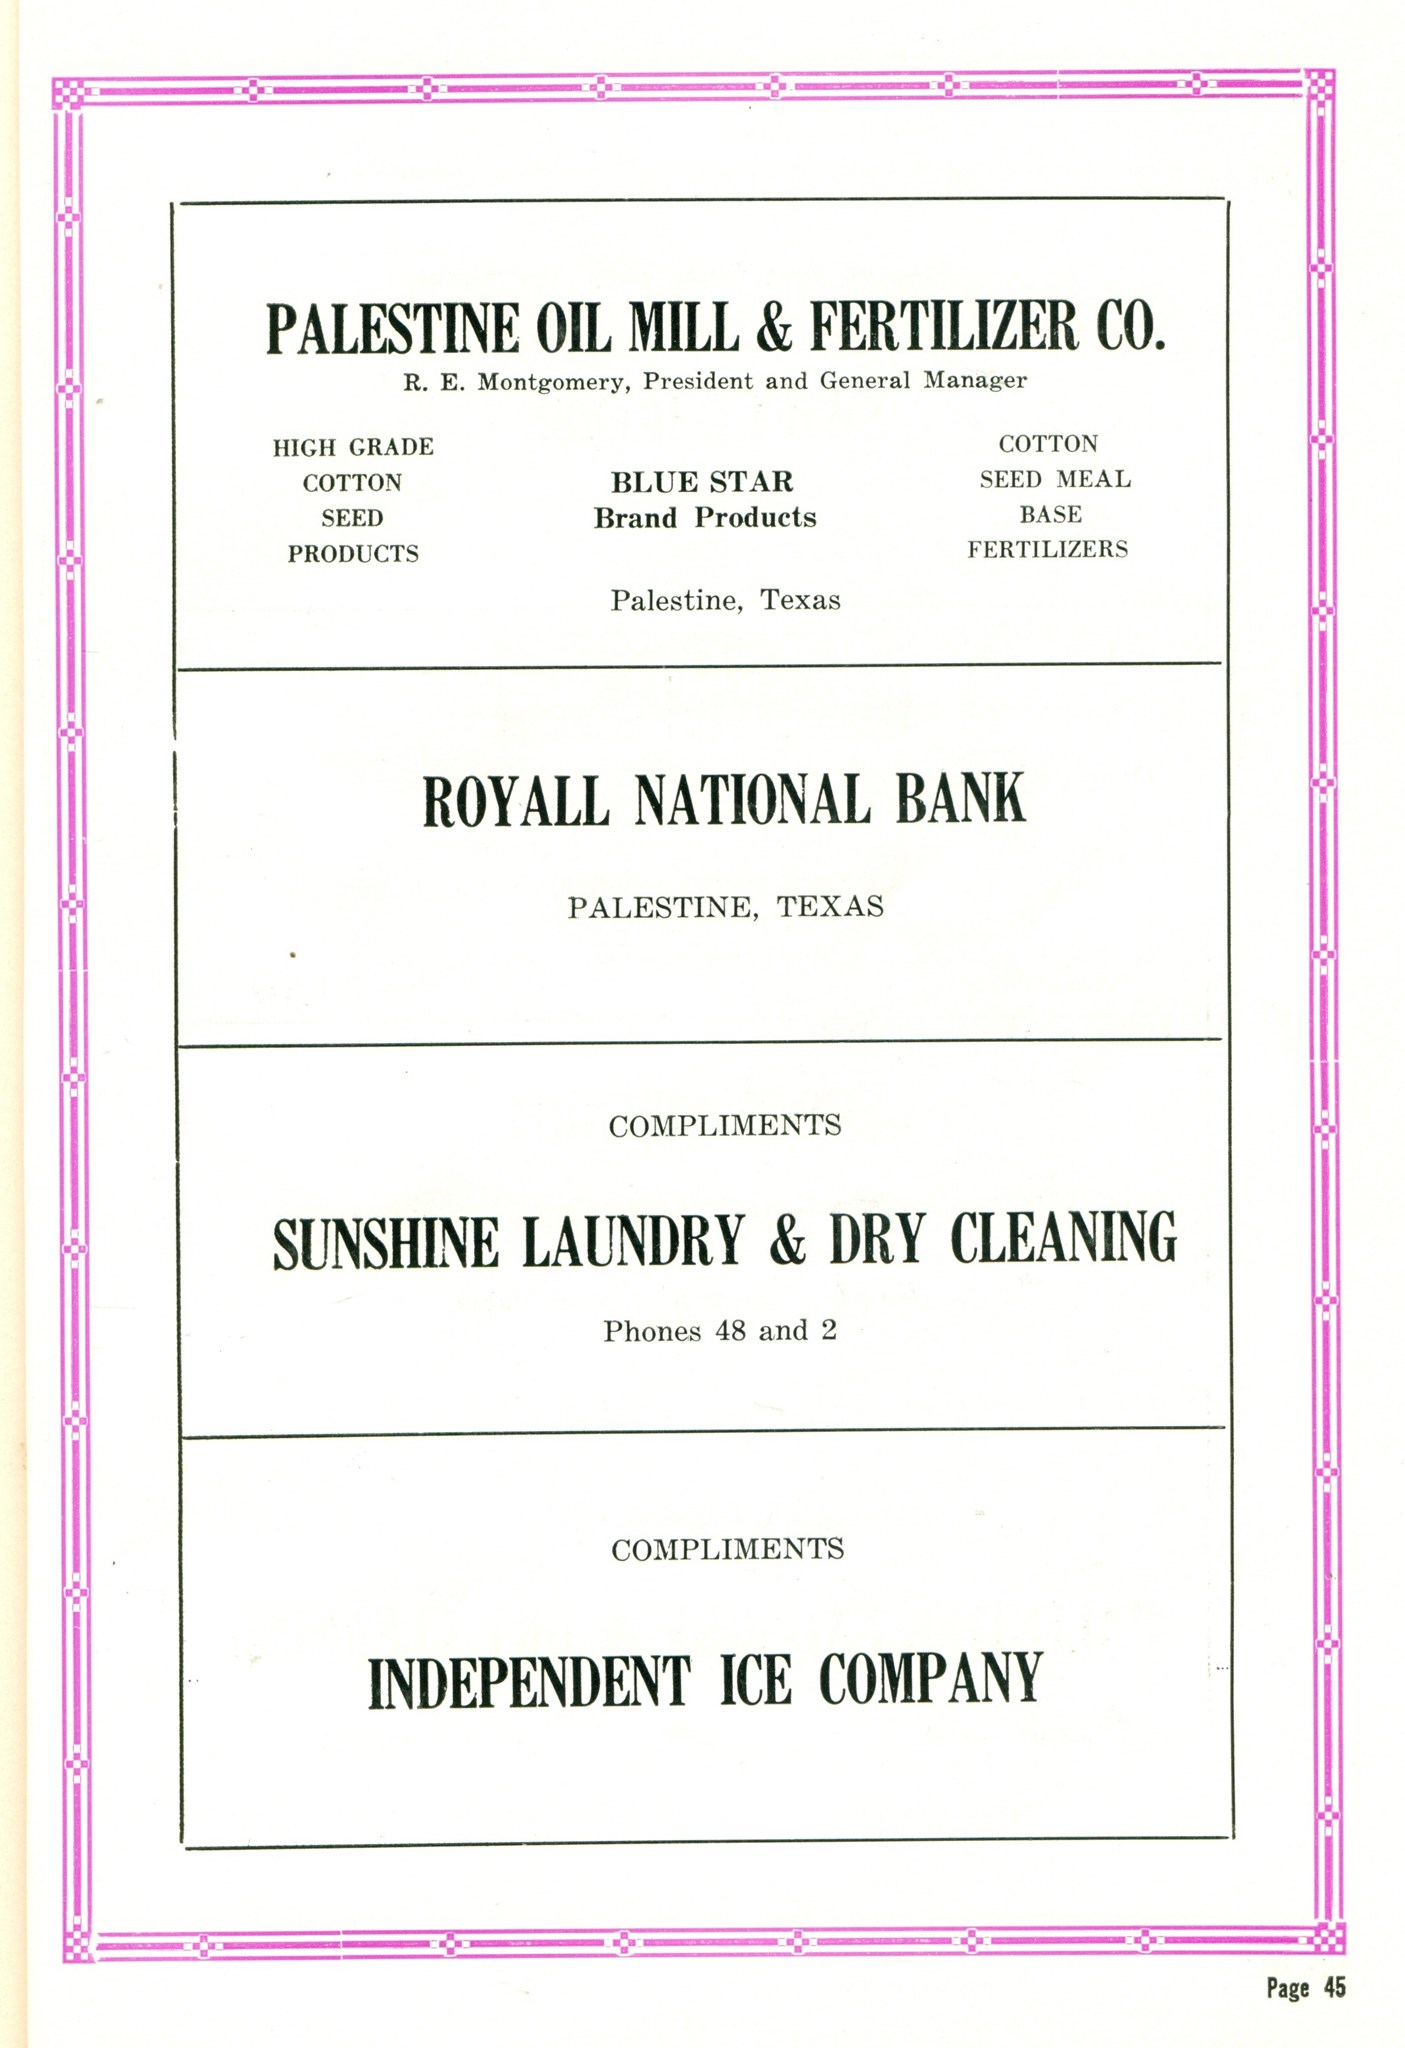 PALESTINE OIL MILL & FERTILIZER CO.
R. E. Montgomery, President and General Manager
HIGH GRADE
COTTON
SEED
PRODUCTS
BLUE STAR
Brand Products
COTTON
SEED MEAL
BASE
FERTILIZERS
Palestine, Texas
ROYALL NATIONAL BANK
PALESTINE, TEXAS
COMPLIMENTS
SUNSHINE LAUNDRY & DRY CLEANING
Phones 48 and 2
COMPLIMENTS
INDEPENDENT ICE COMPANY
Page 45